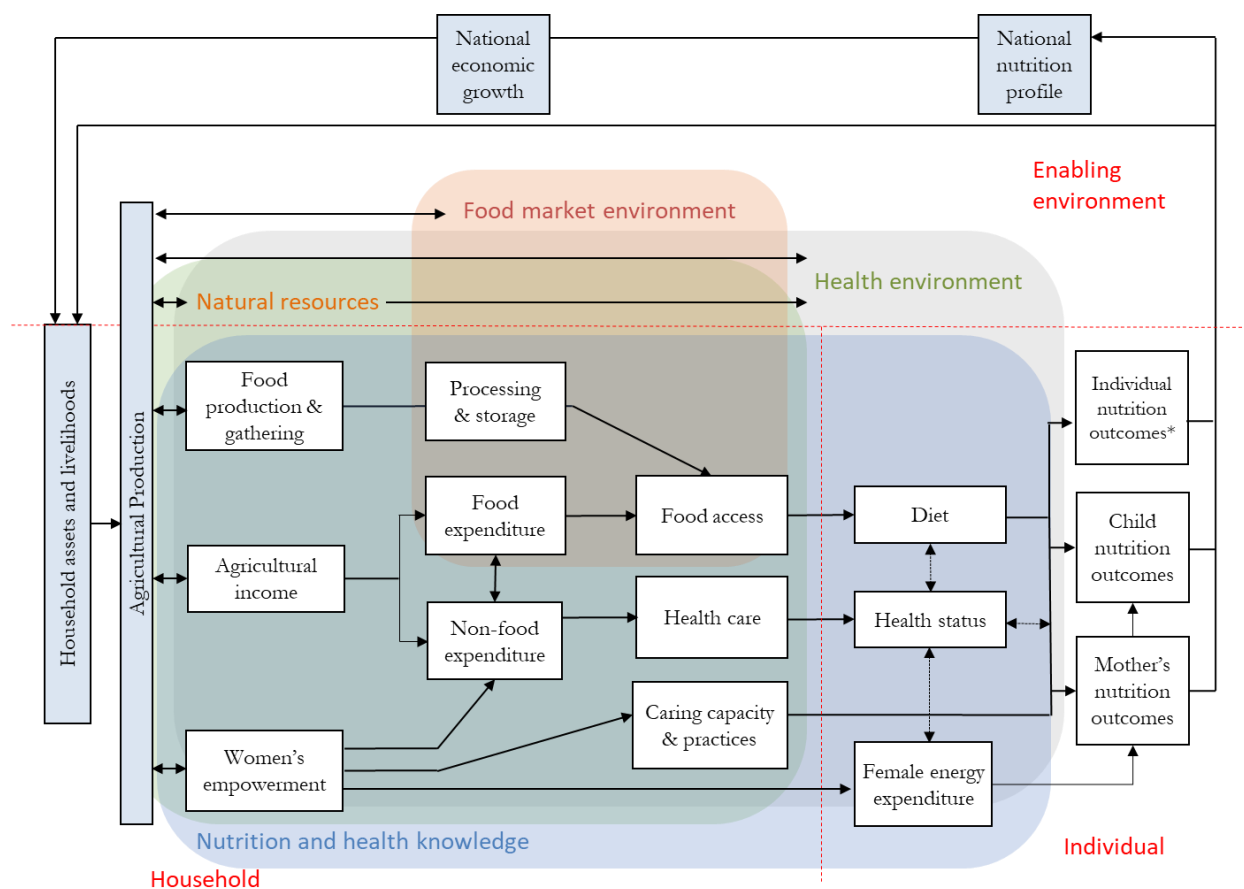 National
economic
growth
National
nutrition
profile
Enabling
environment
Food market environment
Health environment
Natural resources
Household assets and livelihoods
Agricultural Production
Food
production &
gathering
Processing
& storage
Individual
nutrition
outcomes*
Food
expenditure
Food access
Diet
Child
nutrition
outcomes
Agricultural
income
Non-food
expenditure
Health care
Health status
Mother's
nutrition
outcomes
Caring capacity
& practices
Women's
empowerment
Female energy
expenditure
Nutrition and health knowledge
Individual
Household